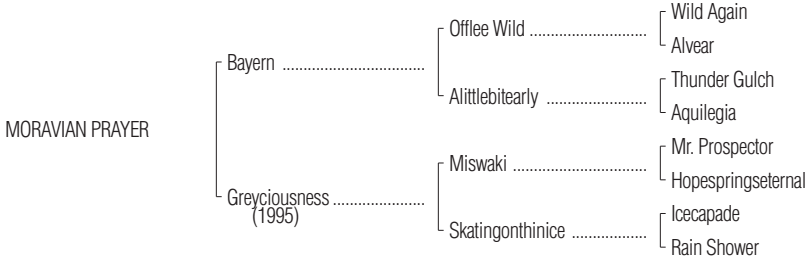 Wild Again
Offlee Wild ..............................
Alvear
Bayern ....................................
Thunder Gulch
Alittlebitearly .........................
Aquilegia
MORAVIAN PRAYER
Mr. Prospector
Miswaki ..................................
Hopespringseternal
Greyciousness .......................
(1995)
Icecapade
Skatingonthinice ...................
Rain Shower